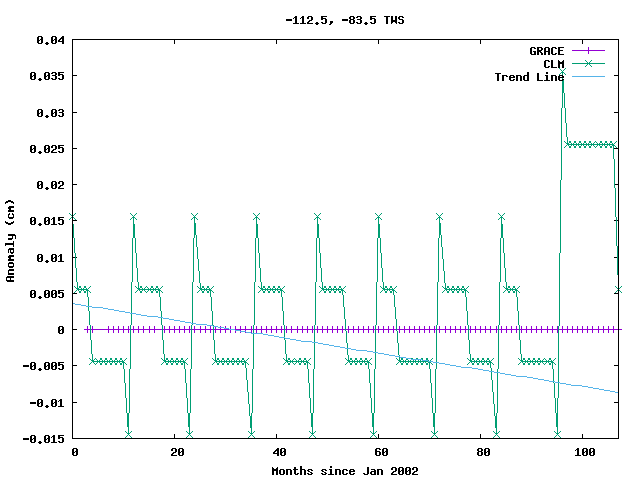 -112.5, -83.5 TWS
GRACE
CLM
Trend Line
0.04
0.035
0.03
0.025
0.02
0.015
0.01
0.005
0
-0.005
-0.01
-0.015
Anomaly (cm)
0 20 40 60 80 100
Months since Jan 2002